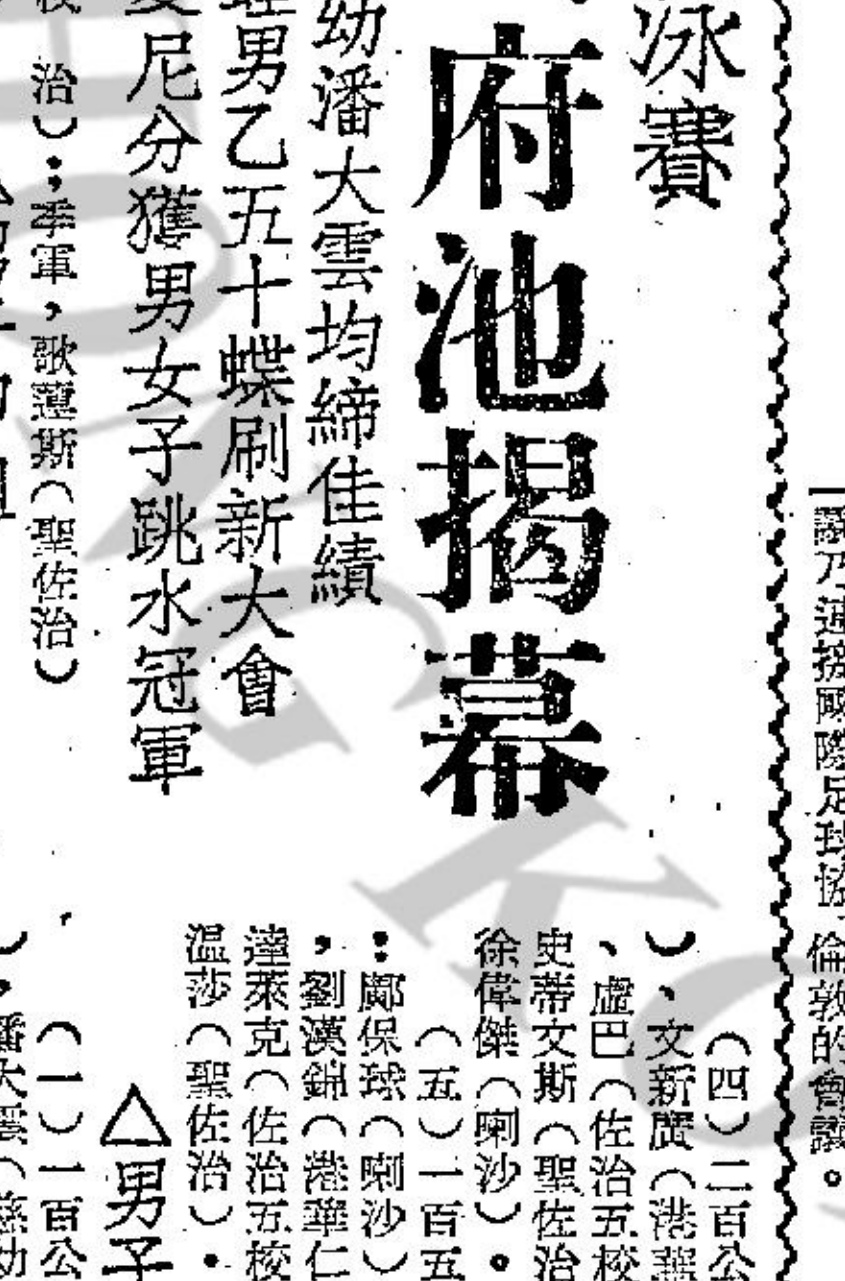 乃連援國際足球協
倫敦的會議。
泳賽
府池揭幕
幼潘大雲均締佳績
男乙五十蝶刷新大會
尼分獲男女子跳水冠軍
治）：季軍，歌薀斯（聖佐治）
（四）二百公
）、文新廣（港華
、盧巴（佐治五校
史蒂文斯（聖佐治
徐偉傑（喇沙）。
（五）一百五
：鄺保球（喇沙）
，劉漢錦（港華仁
達萊克（佐治五校
溫莎（聖佐治）。
△男子
（一）一百公
），潘大雲（慈幼